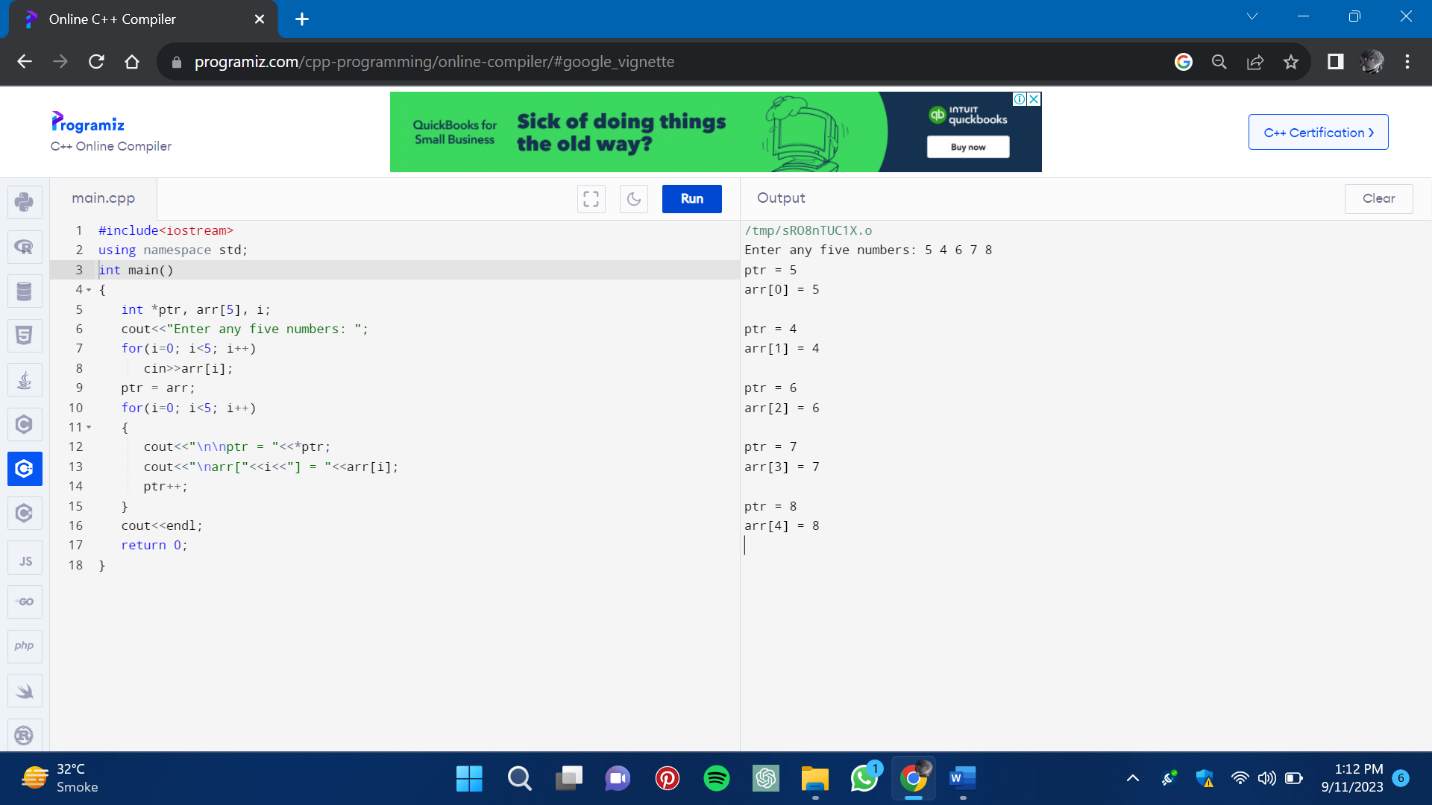 Online C++ Compiler
programiz.com/cpp-programming/online-compiler/#google_vignette
Programiz
C++ Online Compiler
QuickBooks for
Small Business
Sick of doing things
the old way?
qb INTUIT
quickbooks
Buy now
C++ Certification >
main.cpp
Run
Output
Clear
1 #include<iostream>
2 using namespace std;
3 int main()
4 {
5 int *ptr, arr[5], i;
6 cout<<"Enter any five numbers: ";
7 for(i=0; i<5; i++)
8 cin>>arr[i];
9 ptr = arr;
10 for(i=0; i<5; i++)
11 {
12 cout<<"\n\nptr = "<<*ptr;
13 cout<<"\narr["<<i<<"] = "<<arr[i];
14 ptr++;
15 }
16 cout<<endl;
17 return 0;
18 }
/tmp/sRO8nTUC1X.o
Enter any five numbers: 5 4 6 7 8
ptr = 5
arr[0] = 5
ptr = 4
arr[1] = 4
ptr = 6
arr[2] = 6
ptr = 7
arr[3] = 7
ptr = 8
arr[4] = 8
JS
GO
php
32°C
Smoke
1
W
1:12 PM
9/11/2023
6